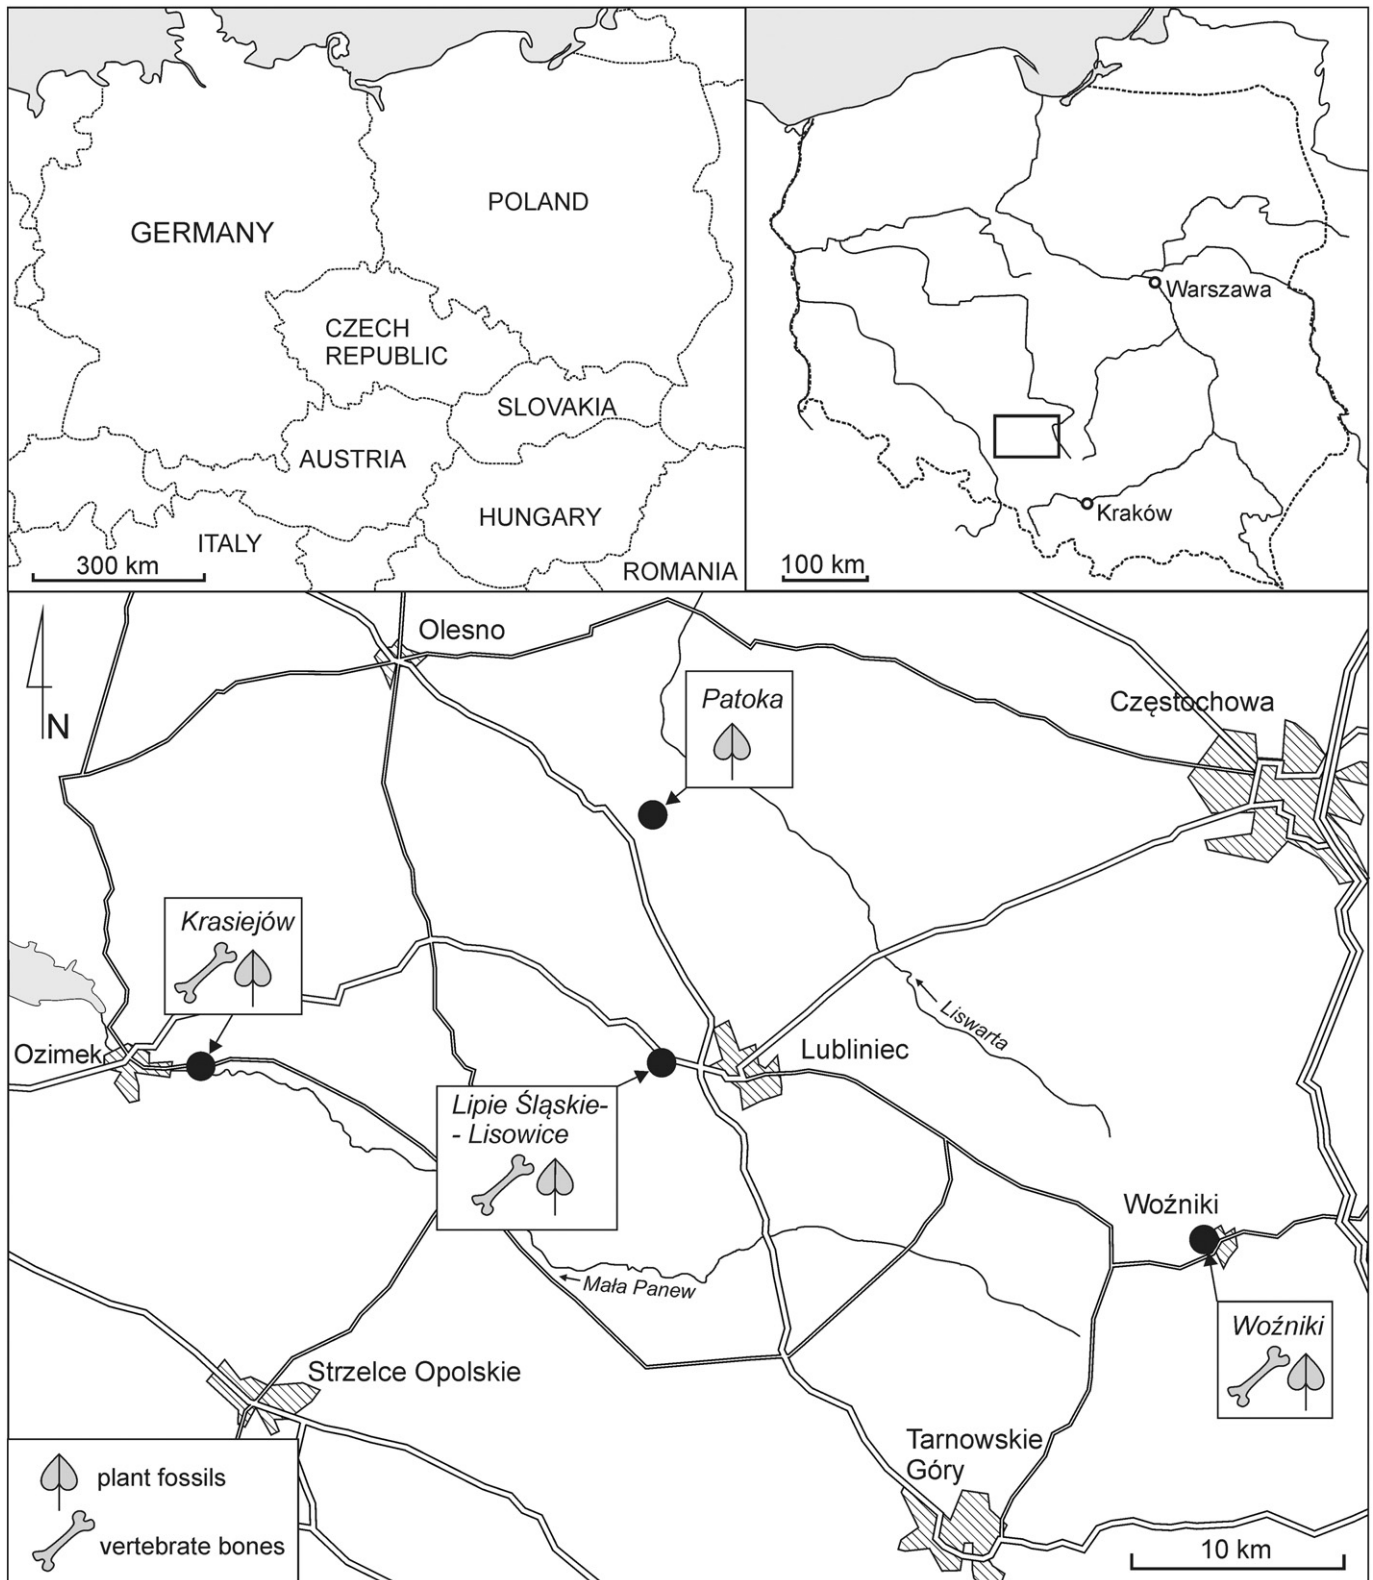 GERMANY
POLAND
CZECH
REPUBLIC
SLOVAKIA
AUSTRIA
HUNGARY
ITALY
ROMANIA
300 km
Warszawa
Kraków
100 km
N
Olesno
Patoka
Częstochowa
Krasiejów
Ozimek
Liswarta
Lubliniec
Lipie Śląskie-
- Lisowice
Woźniki
Mała Panew
Woźniki
Strzelce Opolskie
Tarnowskie
Góry
plant fossils
vertebrate bones
10 km